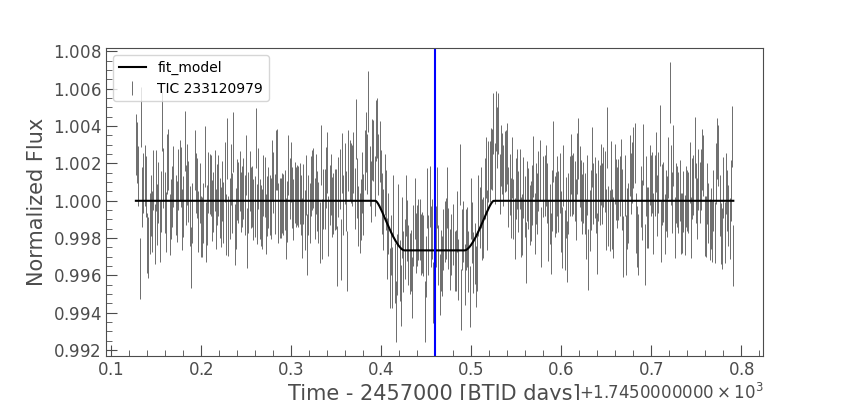 1.008
fit_model
1.006
TIC 233120979
1.004
1.002
1.000
0.998
0.996
0.994
0.992
Normalized Flux
0.1 0.2 0.3 0.4 0.5 0.6 0.7 0.8
Time - 2457000 [BTJD days] +1.7450000000 × 10³